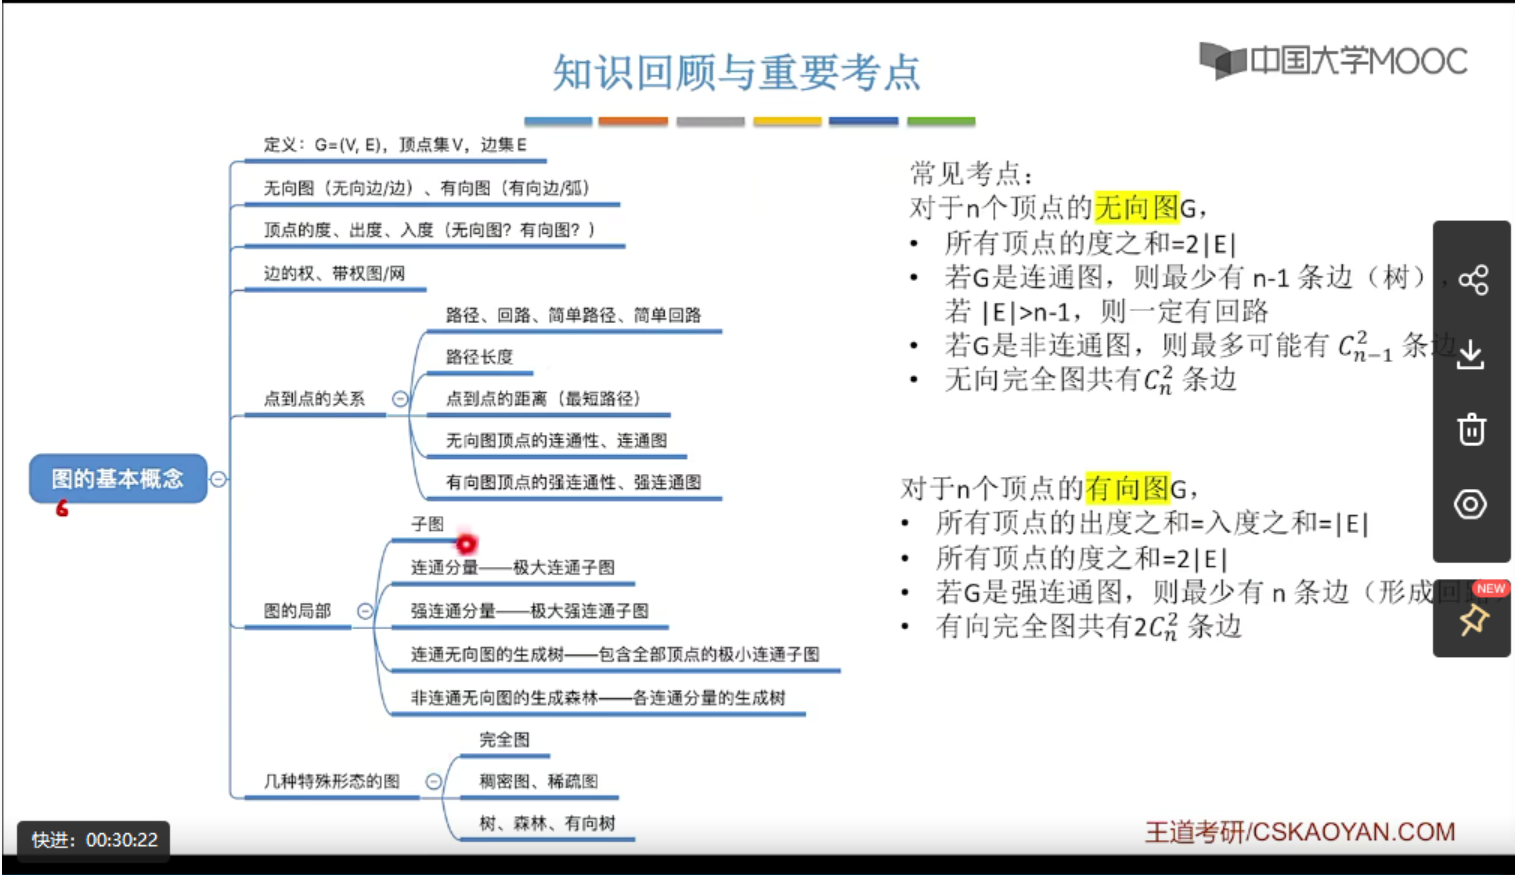 知识回顾与重要考点
中国大学MOOC
定义：G=(V, E)，顶点集V，边集E
无向图（无向边/边）、有向图（有向边/弧）
顶点的度、出度、入度（无向图？有向图？）
边的权、带权图/网
点到点的关系
路径、回路、简单路径、简单回路
路径长度
点到点的距离（最短路径）
无向图顶点的连通性、连通图
有向图顶点的强连通性、强连通图
图的基本概念
6
图的局部
子图
连通分量——极大连通子图
强连通分量——极大强连通子图
连通无向图的生成树——包含全部顶点的极小连通子图
非连通无向图的生成森林——各连通分量的生成树
几种特殊形态的图
完全图
稠密图、稀疏图
树、森林、有向树
常见考点：
对于n个顶点的无向图G，
• 所有顶点的度之和=2|E|
• 若G是连通图，则最少有 n-1 条边（树），
若 |E|>n-1，则一定有回路
• 若G是非连通图，则最多可能有 $C_{n-1}^2$ 条边
• 无向完全图共有$C_n^2$ 条边
对于n个顶点的有向图G，
• 所有顶点的出度之和=入度之和=|E|
• 所有顶点的度之和=2|E|
• 若G是强连通图，则最少有 n 条边（形成回路
• 有向完全图共有2$C_n^2$ 条边
NEW
快进：00:30:22
王道考研/CSKAOYAN.COM